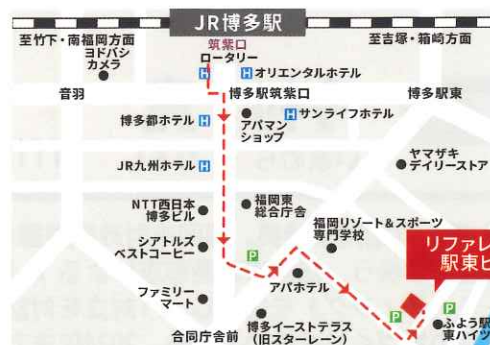 JR博多駅
至竹下・南福岡方面
筑紫口
ロータリー
至吉塚・箱崎方面
ヨドバシ
カメラ
H
H オリエンタルホテル
音羽
博多駅筑紫口
博多駅東
博多都ホテル H
アパマン
ショップ
H サンライフホテル
JR九州ホテル H
ヤマザキ
デイリーストア
NTT西日本
博多ビル
福岡東
総合庁舎
福岡リゾート&スポーツ
専門学校
シアトルズ
ベストコーヒー
P
リファレ
駅東ビ
アパホテル
ファミリー
マート
P
P
合同庁舎前
博多イーストテラス
(旧スターレーン)
ふよう駅
東ハイツ